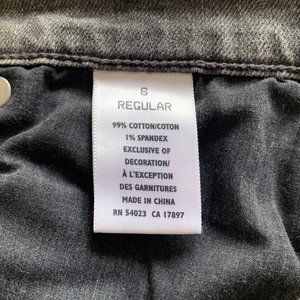 6
REGULAR
99% COTTON/COTON
1% SPANDEX
EXCLUSIVE OF
DECORATION/
À L'EXCEPTION
DES GARNITURES
MADE IN CHINA
RN 54023 CA 17897